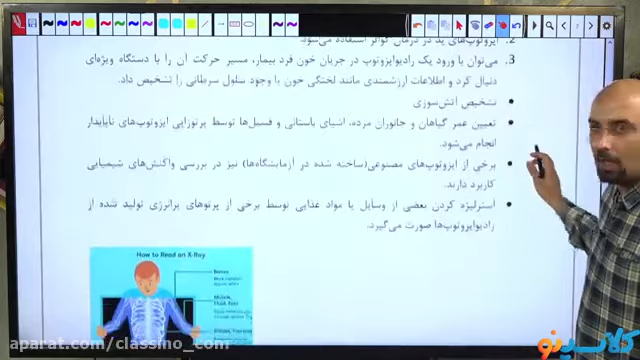 2. ایزوتوپ‌های ید در درمان گواتر استفاده می‌شود.
3. می‌توان با ورود یک رادیوایزوتوپ در جریان خون فرد بیمار، مسیر حرکت آن را با دستگاه ویژه‌ای
دنبال کرد و اطلاعات ارزشمندی مانند لختگی خون یا وجود سلول سرطانی را تشخیص داد.
• تشخیص آتش‌سوزی
• تعیین عمر گیاهان و جانوران مرده، اشیای باستانی و فسیل‌ها توسط پرتوزایی ایزوتوپ‌های ناپایدار
انجام می‌شود.
• برخی از ایزوتوپ‌های مصنوعی(ساخته شده در آزمایشگاه‌ها) نیز در بررسی واکنش‌های شیمیایی
کاربرد دارند.
• استرلیزه کردن بعضی از وسایل یا مواد غذایی توسط برخی از پرتوهای پرانرژی تولید شده از
رادیوایزوتوپ‌ها صورت می‌گیرد.
How to Read an X-Ray
Bones
aparat.com/classino_com
کلاسینو